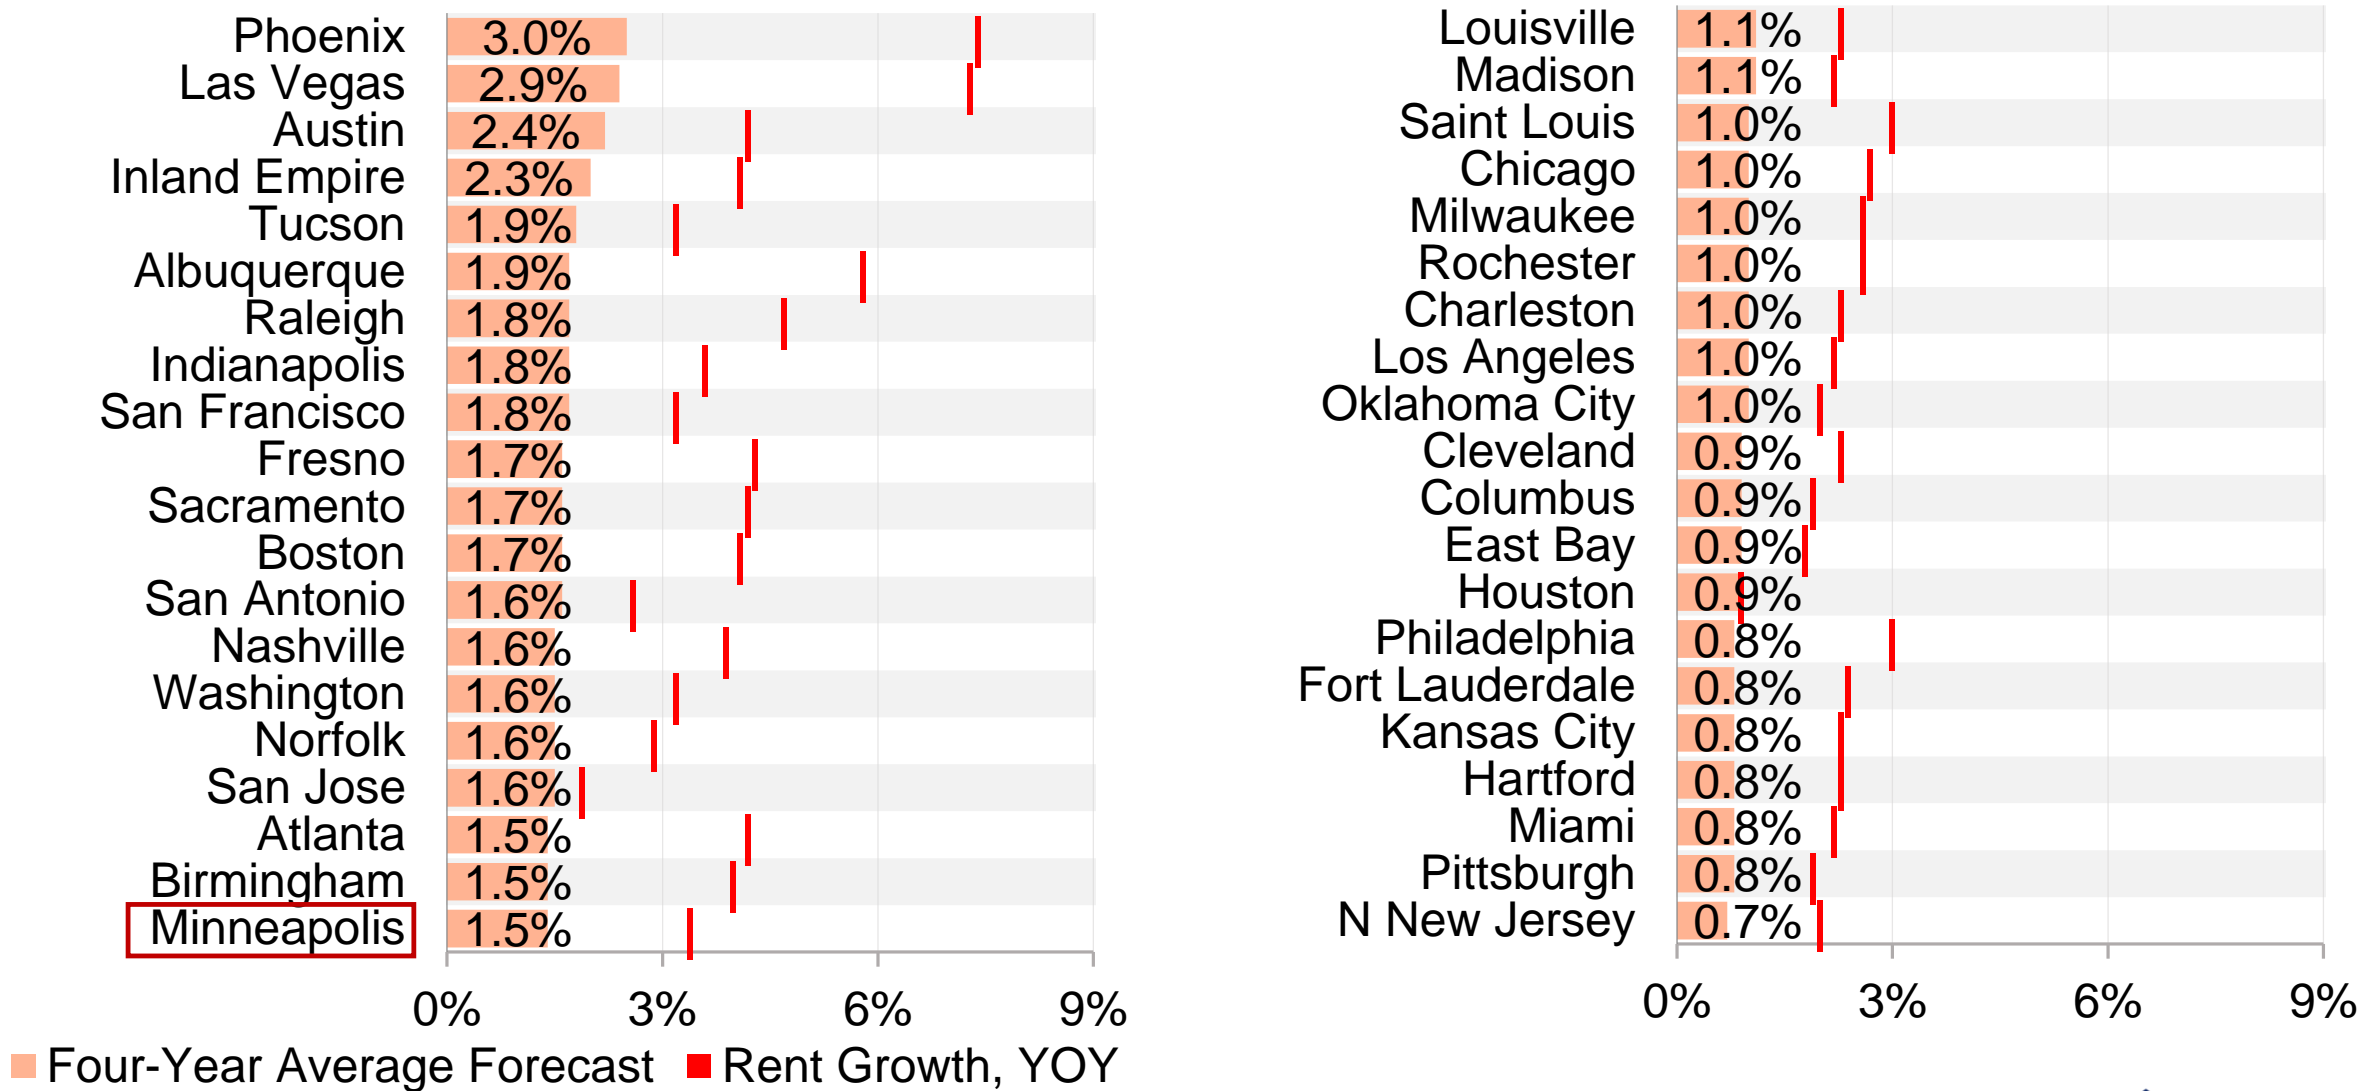 Phoenix 3.0%
Las Vegas 2.9%
Austin 2.4%
Inland Empire 2.3%
Tucson 1.9%
Albuquerque 1.9%
Raleigh 1.8%
Indianapolis 1.8%
San Francisco 1.8%
Fresno 1.7%
Sacramento 1.7%
Boston 1.7%
San Antonio 1.6%
Nashville 1.6%
Washington 1.6%
Norfolk 1.6%
San Jose 1.6%
Atlanta 1.5%
Birmingham 1.5%
Minneapolis 1.5%
0% 3% 6% 9%
Four-Year Average Forecast Rent Growth, YOY
Louisville 1.1%
Madison 1.1%
Saint Louis 1.0%
Chicago 1.0%
Milwaukee 1.0%
Rochester 1.0%
Charleston 1.0%
Los Angeles 1.0%
Oklahoma City 1.0%
Cleveland 0.9%
Columbus 0.9%
East Bay 0.9%
Houston 0.9%
Philadelphia 0.8%
Fort Lauderdale 0.8%
Kansas City 0.8%
Hartford 0.8%
Miami 0.8%
Pittsburgh 0.8%
N New Jersey 0.7%
0% 3% 6% 9%